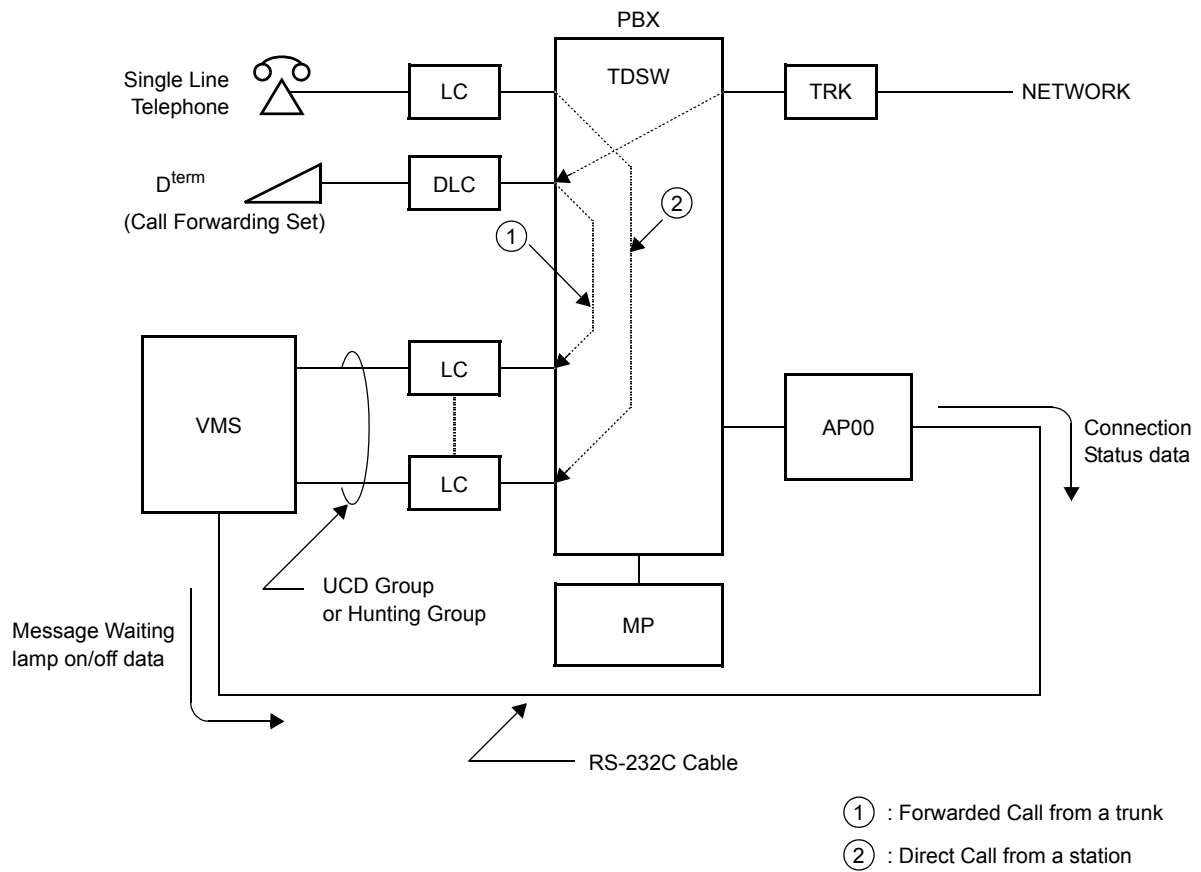 PBX
Single Line
Telephone
LC
TDSW
TRK
NETWORK
Dterm
(Call Forwarding Set)
DLC
2
1
VMS
LC
LC
AP00
Connection
Status data
UCD Group
or Hunting Group
MP
Message Waiting
lamp on/off data
RS-232C Cable
1 : Forwarded Call from a trunk
2 : Direct Call from a station